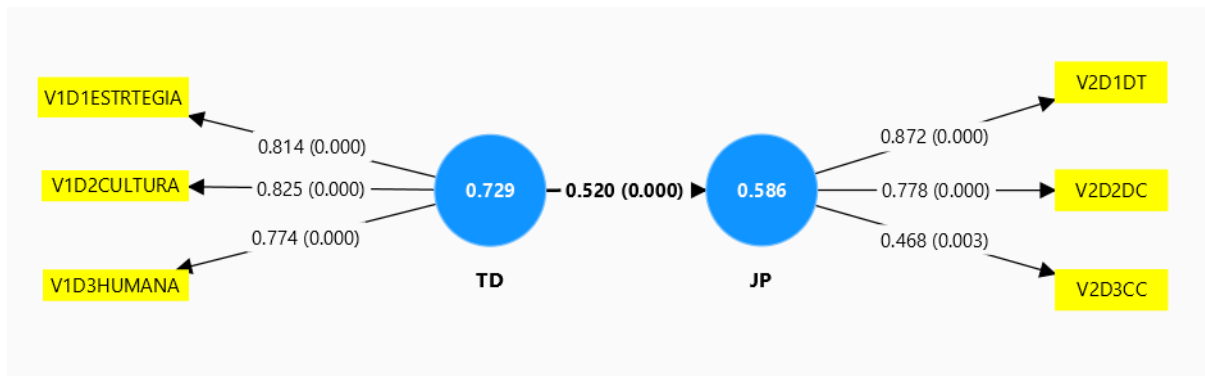 V1D1ESTRTEGIA
V1D2CULTURA
V1D3HUMANA
0.814 (0.000)
0.825 (0.000)
0.774 (0.000)
0.729
TD
0.520 (0.000)
0.586
JP
0.872 (0.000)
0.778 (0.000)
0.468 (0.003)
V2D1DT
V2D2DC
V2D3CC